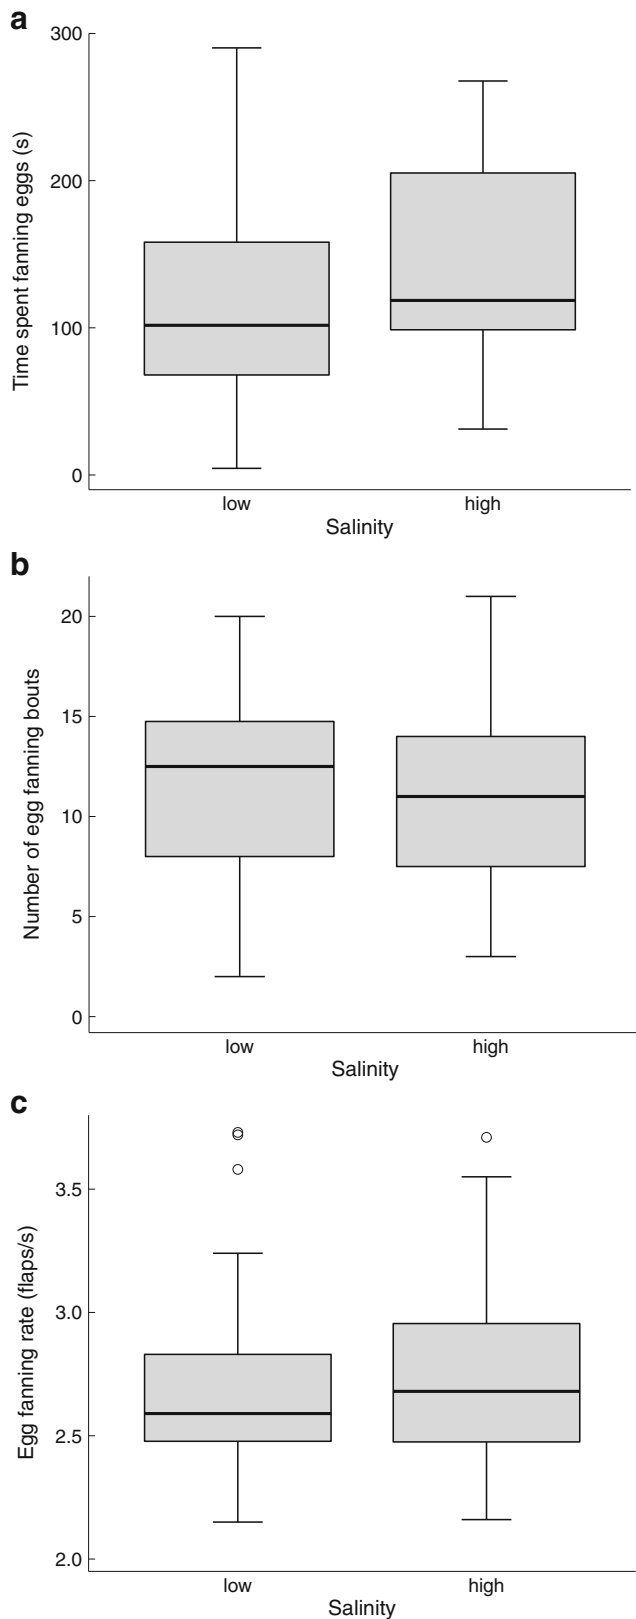 a
300
200
100
0
Time spent fanning eggs (s)
low high
Salinity
b
20
15
10
5
0
Number of egg fanning bouts
low high
Salinity
c
3.5
3.0
2.5
2.0
Egg fanning rate (flaps/s)
low high
Salinity